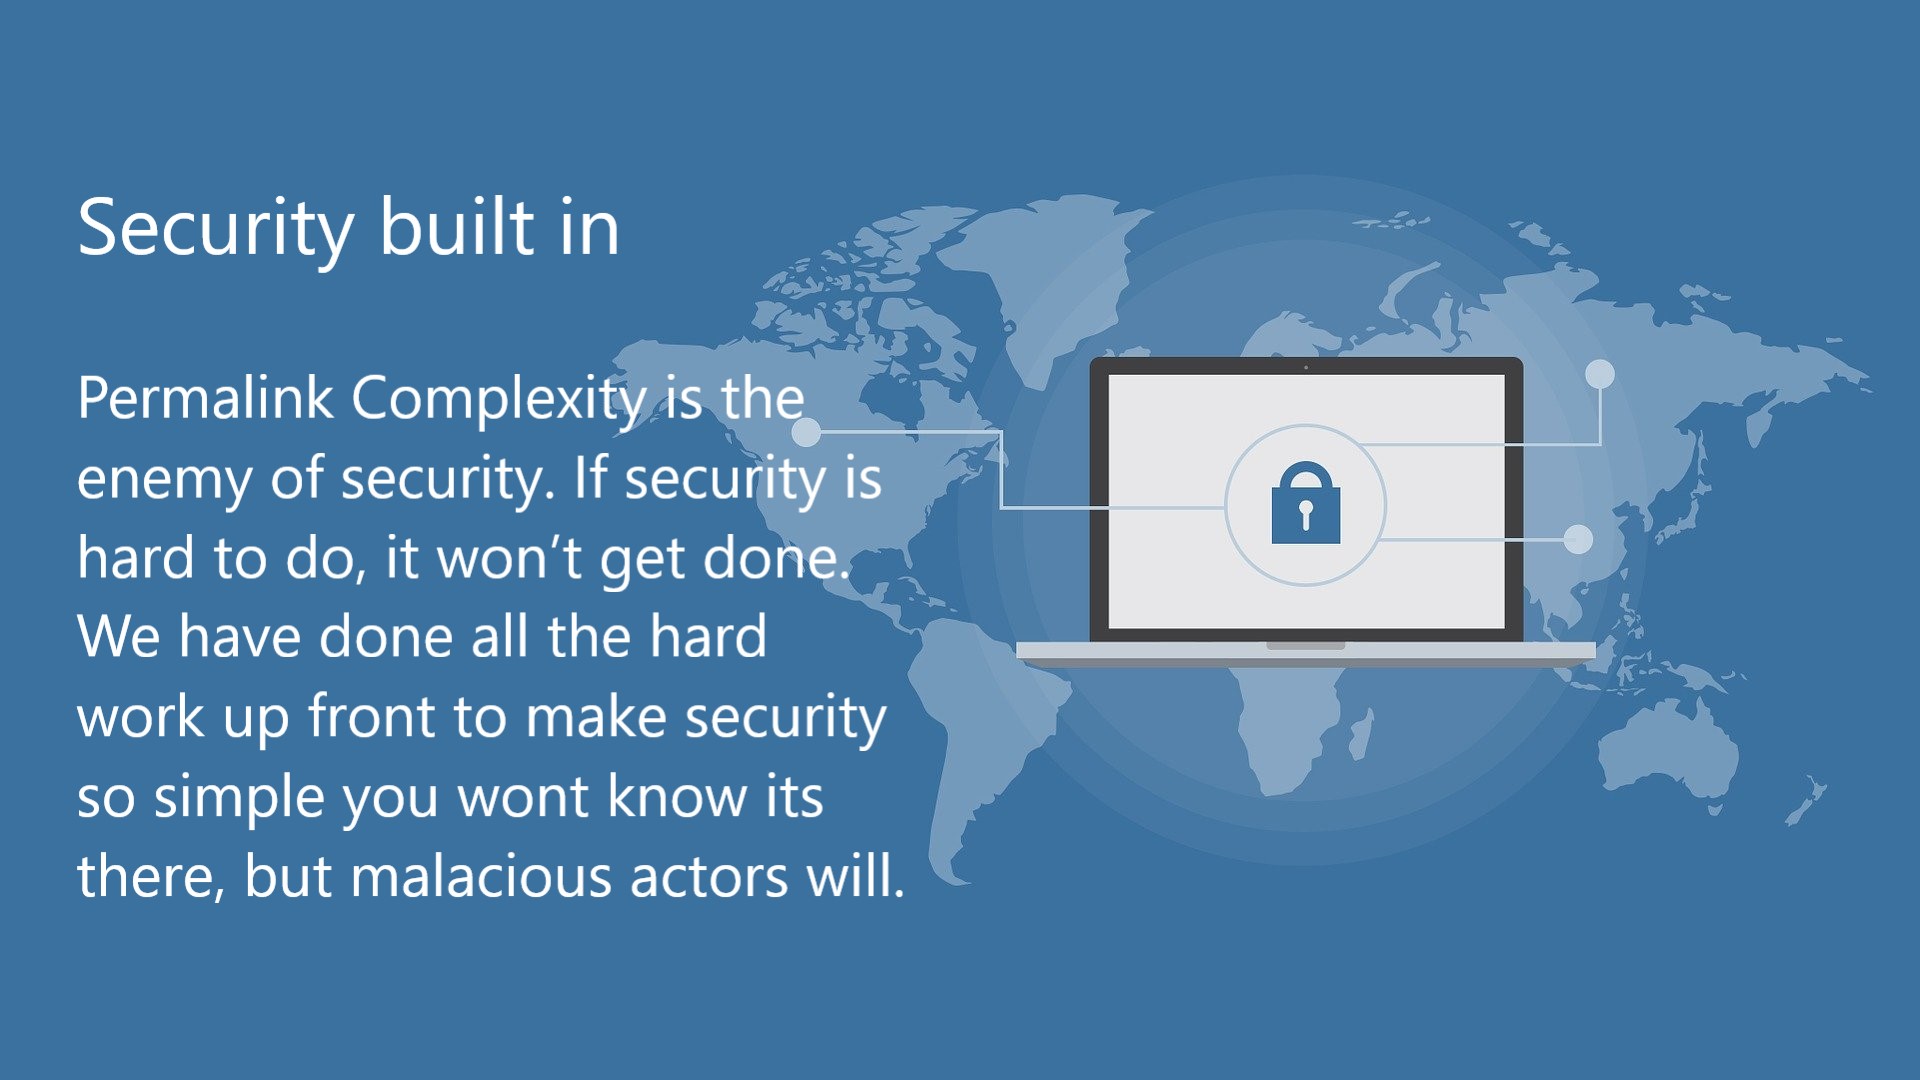 Security built in
Permalink Complexity is the
enemy of security. If security is
hard to do, it won’t get done.
We have done all the hard
work up front to make security
so simple you wont know its
there, but malacious actors will.